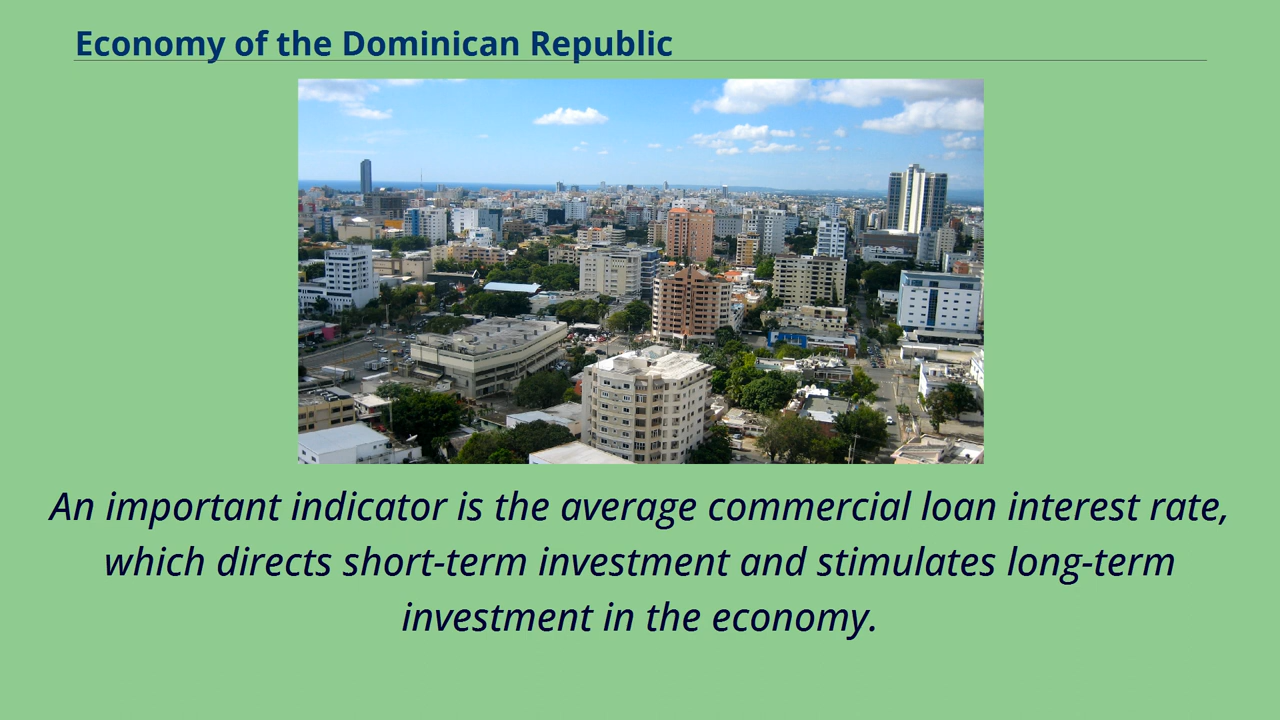 Economy of the Dominican Republic
An important indicator is the average commercial loan interest rate,
which directs short-term investment and stimulates long-term
investment in the economy.